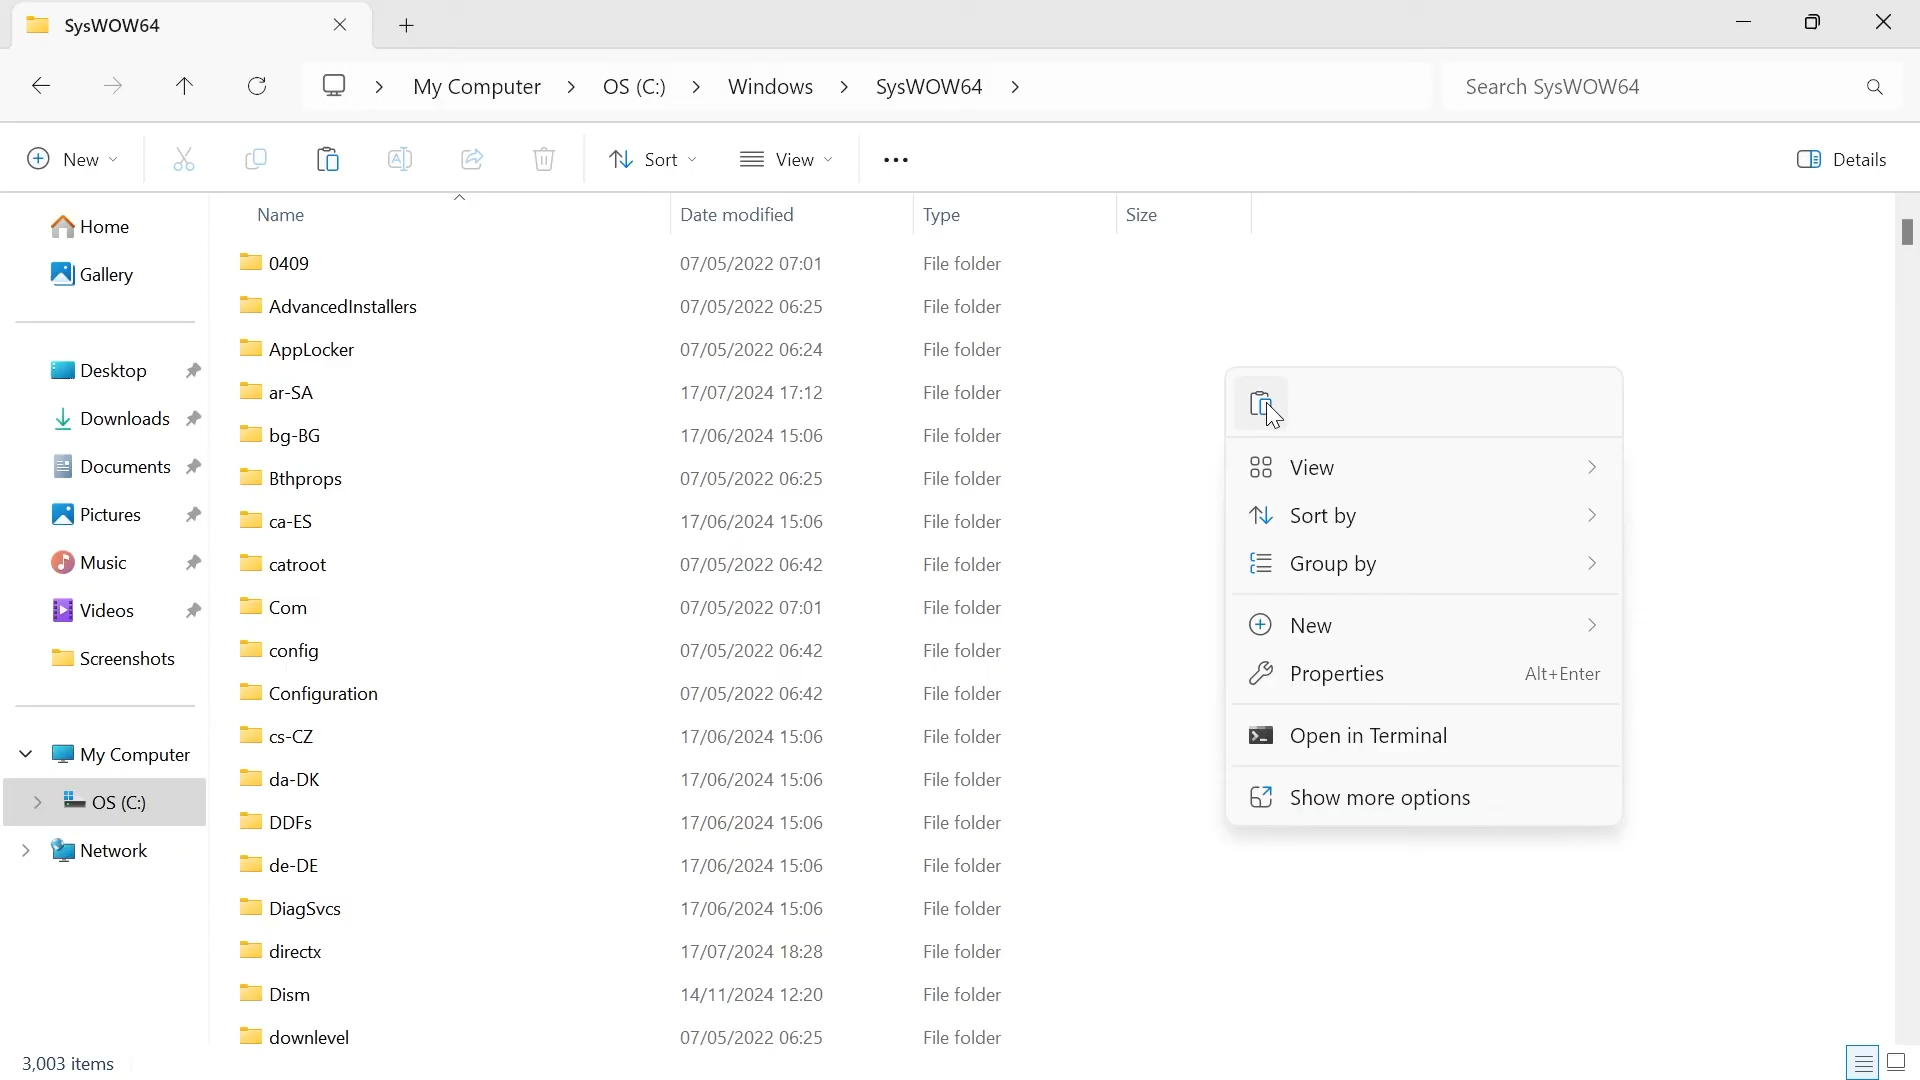 SysWOW64
My Computer > OS (C:) > Windows > SysWOW64 >
Search SysWOW64
New
Sort
View
Details
Name Date modified Type Size
Home
Gallery
Desktop
Downloads
Documents
Pictures
Music
Videos
Screenshots
My Computer
OS (C:)
Network
0409 07/05/2022 07:01 File folder
AdvancedInstallers 07/05/2022 06:25 File folder
AppLocker 07/05/2022 06:24 File folder
ar-SA 17/07/2024 17:12 File folder
bg-BG 17/06/2024 15:06 File folder
Bthprops 07/05/2022 06:25 File folder
ca-ES 17/06/2024 15:06 File folder
catroot 07/05/2022 06:42 File folder
Com 07/05/2022 07:01 File folder
config 07/05/2022 06:42 File folder
Configuration 07/05/2022 06:42 File folder
cs-CZ 17/06/2024 15:06 File folder
da-DK 17/06/2024 15:06 File folder
DDFs 17/06/2024 15:06 File folder
de-DE 17/06/2024 15:06 File folder
DiagSvcs 17/06/2024 15:06 File folder
directx 17/07/2024 18:28 File folder
Dism 14/11/2024 12:20 File folder
downlevel 07/05/2022 06:25 File folder
View
Sort by
Group by
New
Properties Alt+Enter
Open in Terminal
Show more options
3,003 items